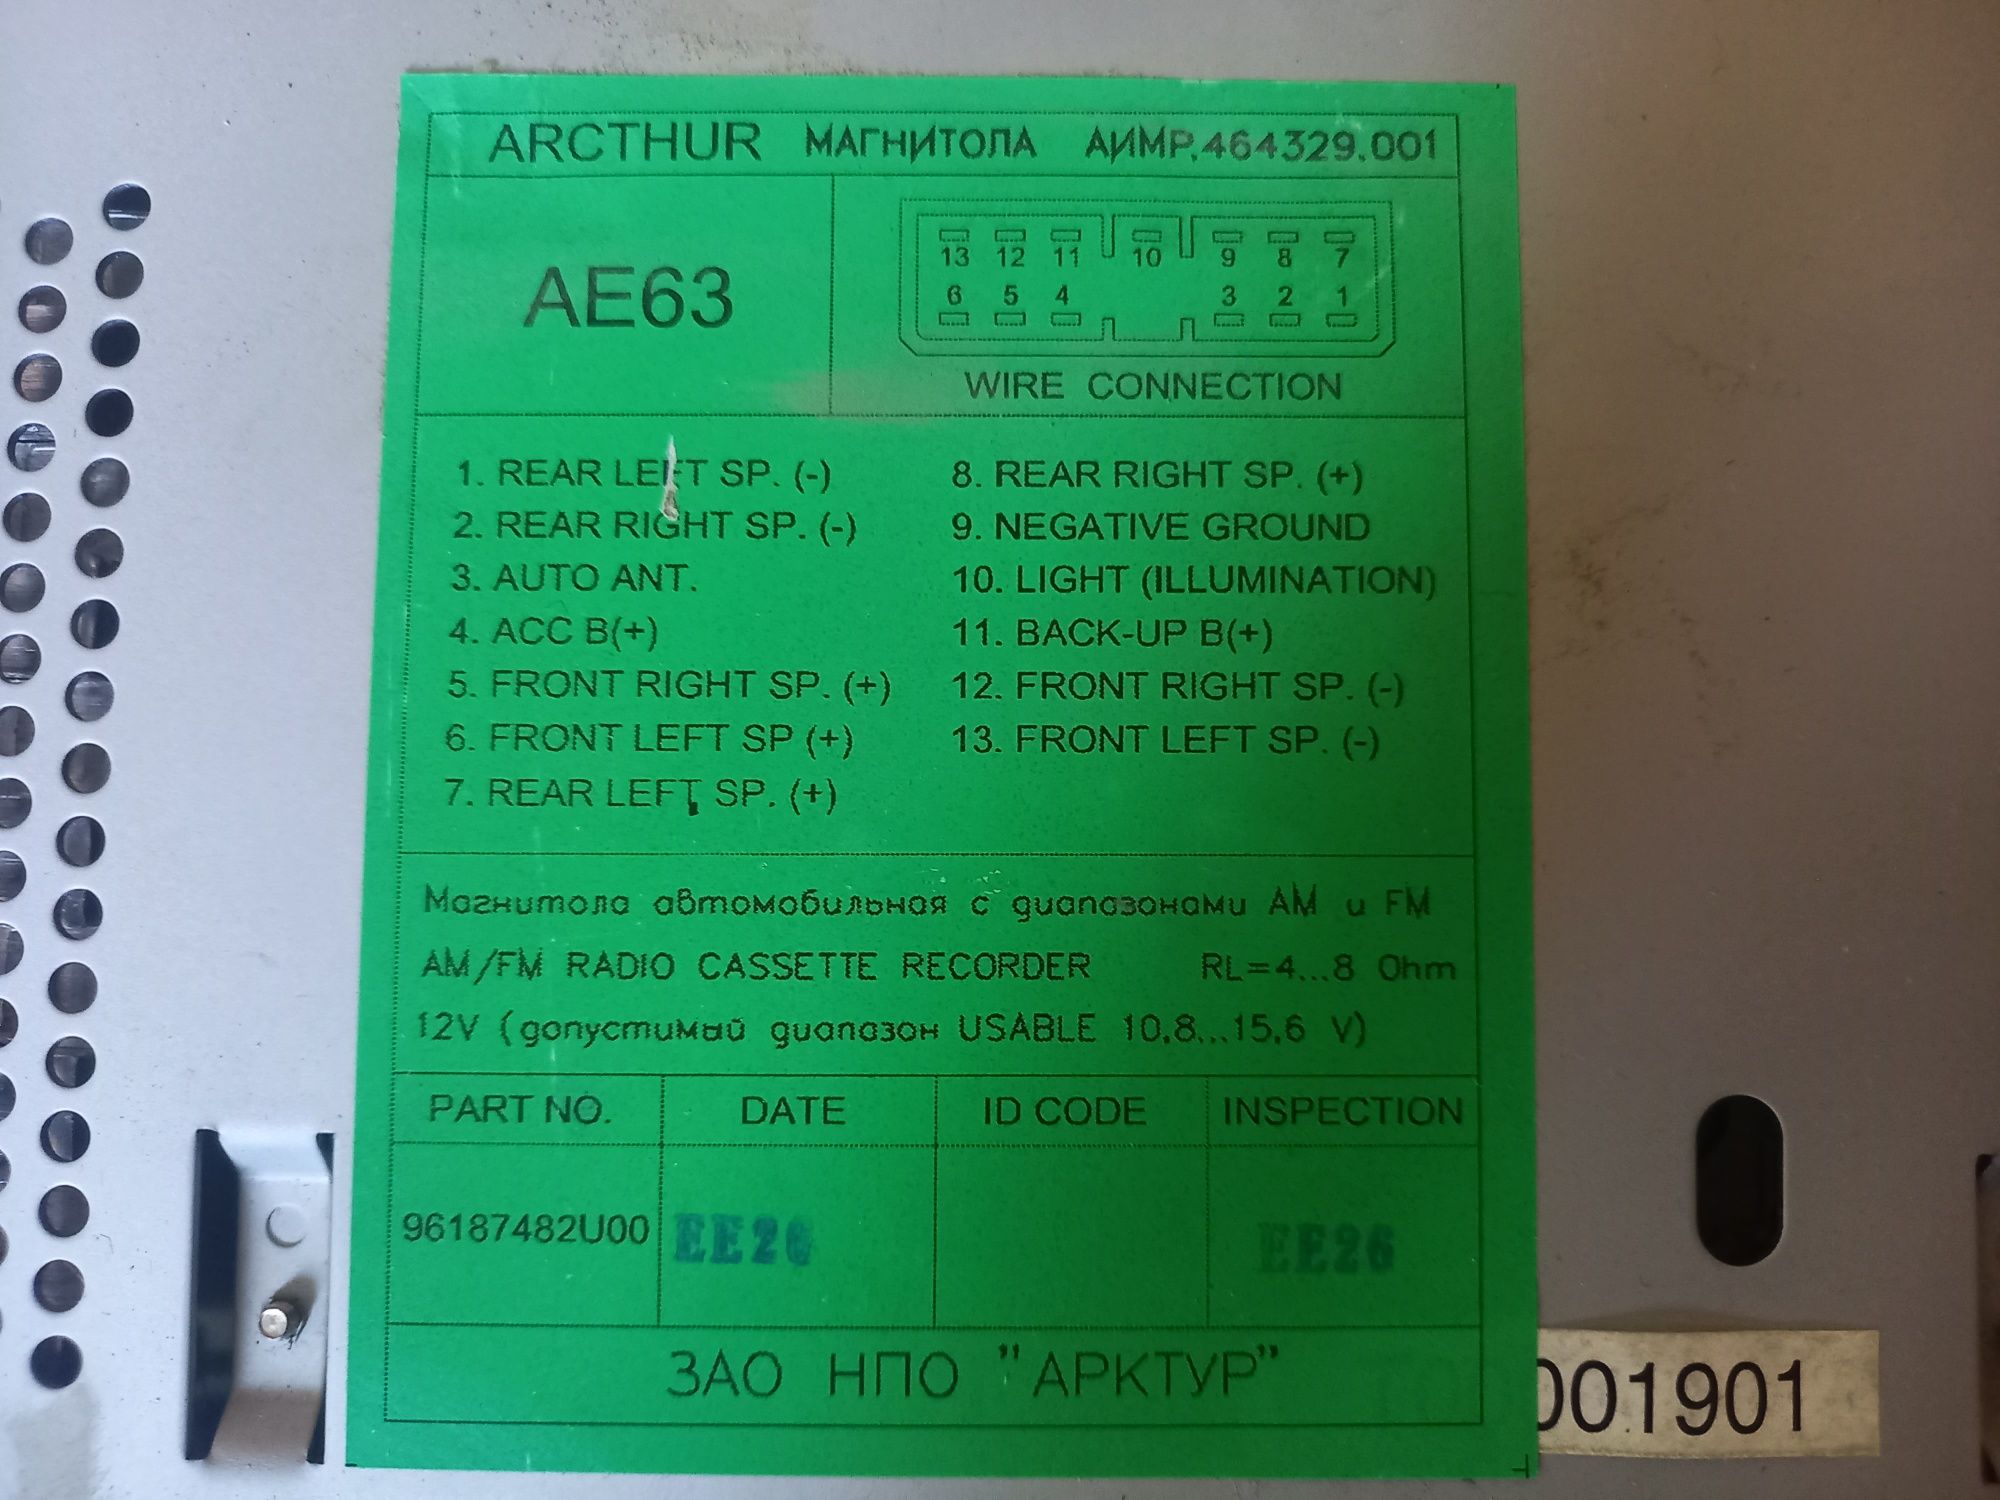 ARCTHUR МАГНИТОЛА АИМР.464329.001
AE63
13 12 11 10 9 8 7
6 5 4 3 2 1
WIRE CONNECTION
1. REAR LEFT SP. (-)
2. REAR RIGHT SP. (-)
3. AUTO ANT.
4. ACC B(+)
5. FRONT RIGHT SP. (+)
6. FRONT LEFT SP (+)
7. REAR LEFT SP. (+)
8. REAR RIGHT SP. (+)
9. NEGATIVE GROUND
10. LIGHT (ILLUMINATION)
11. BACK-UP B(+)
12. FRONT RIGHT SP. (-)
13. FRONT LEFT SP. (-)
Магнитола автомобильная с диапазонами АМ и FM
AM/FM RADIO CASSETTE RECORDER RL=4...8 Ohm
12V (допустимый диапазон USABLE 10,8...15,6 V)
PART NO. DATE ID CODE INSPECTION
96187482U00 EE26 EE26
ЗАО НПО "АРКТУР"
001901